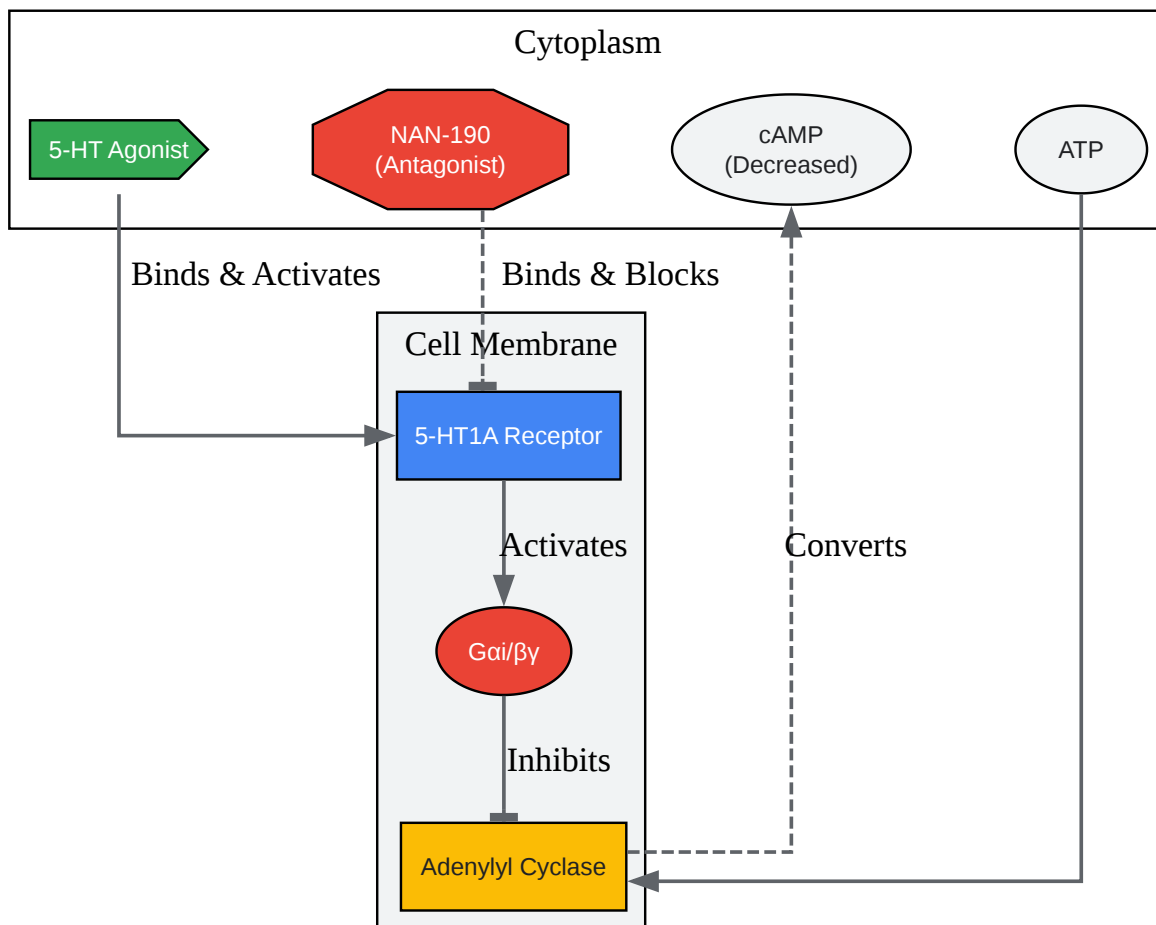 Cytoplasm
5-HT Agonist
NAN-190
(Antagonist)
cAMP
(Decreased)
ATP
Binds & Activates
Binds & Blocks
Cell Membrane
5-HT1A Receptor
Activates
Converts
Gαi/βγ
Inhibits
Adenylyl Cyclase